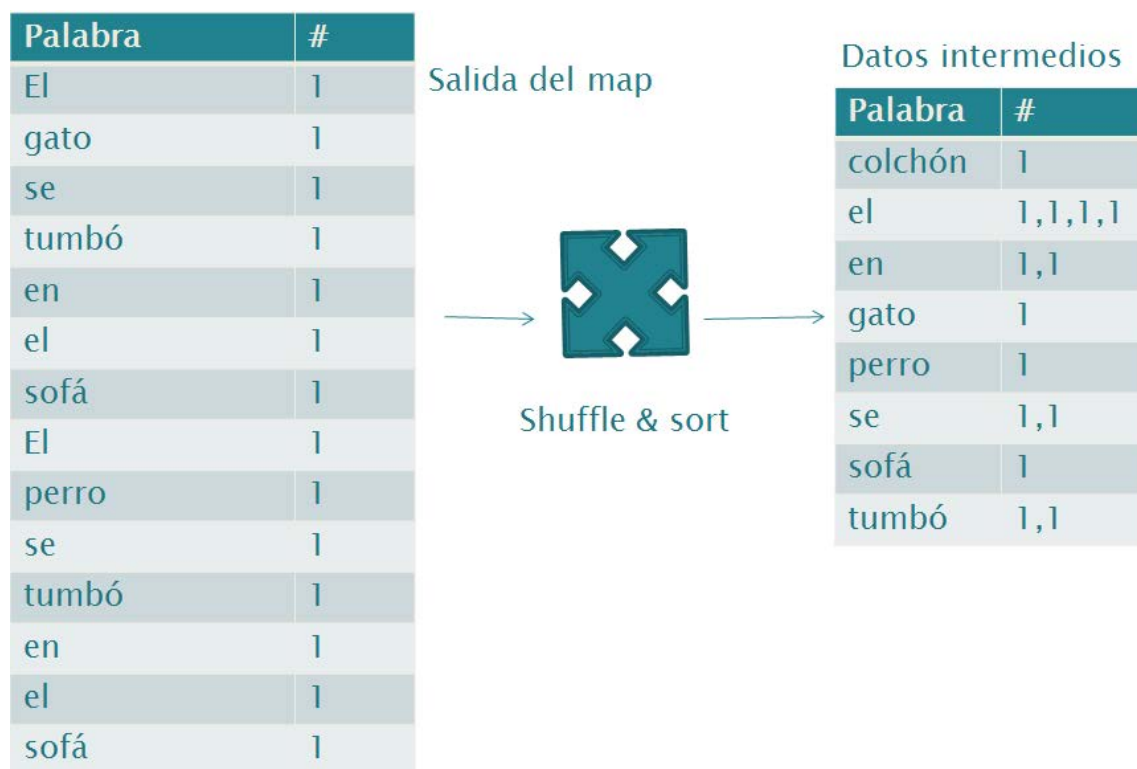 Palabra #
El 1
gato 1
se 1
tumbó 1
en 1
el 1
sofá 1
El 1
perro 1
se 1
tumbó 1
en 1
el 1
sofá 1
Salida del map
Shuffle & sort
Datos intermedios
Palabra #
colchón 1
el 1,1,1,1
en 1,1
gato 1
perro 1
se 1,1
sofá 1
tumbó 1,1